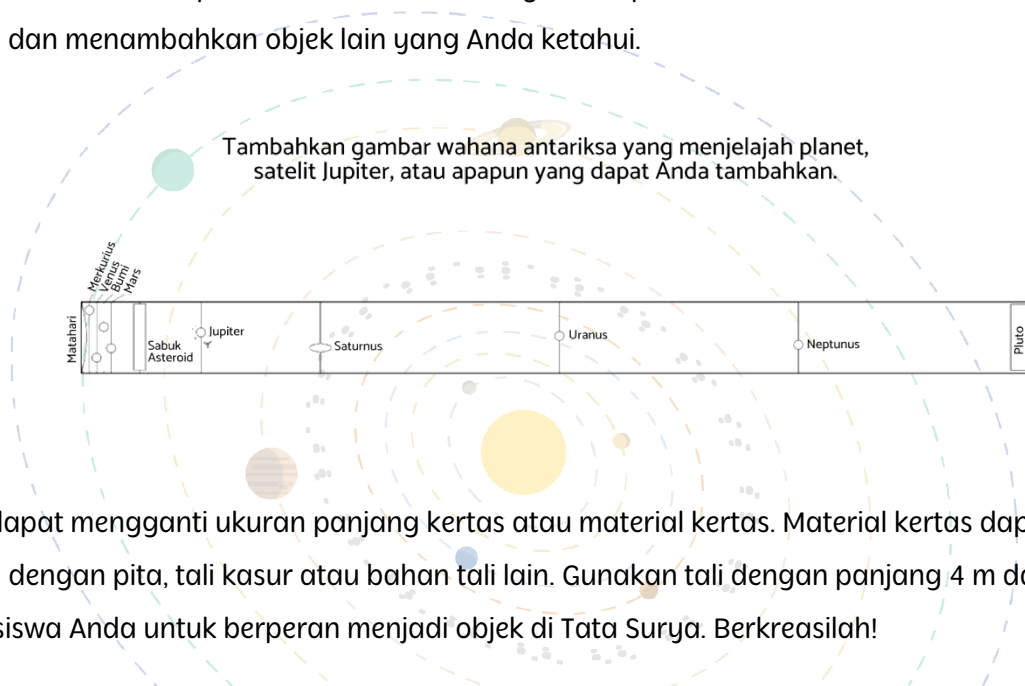 dan menambahkan objek lain yang Anda ketahui.
Tambahkan gambar wahana antariksa yang menjelajah planet,
satelit Jupiter, atau apapun yang dapat Anda tambahkan.
Merkurius
Venus
Bumi
Mars
Matahari
Sabuk
Asteroid
Jupiter
Saturnus
Uranus
Neptunus
Pluto
dapat mengganti ukuran panjang kertas atau material kertas. Material kertas
dengan pita, tali kasur atau bahan tali lain. Gunakan tali dengan panjang 4 m
siswa Anda untuk berperan menjadi objek di Tata Surya. Berkreasilah!